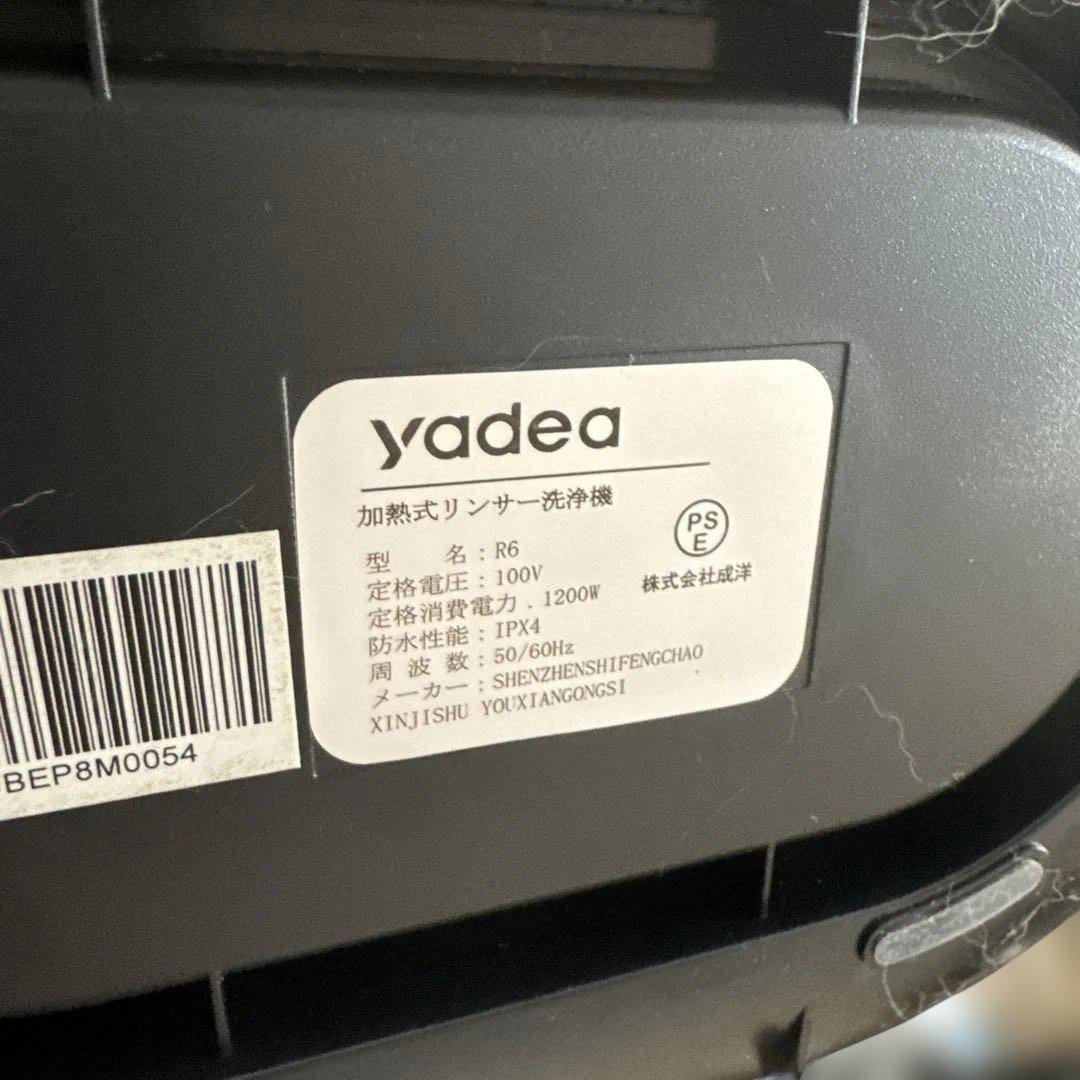 yadea
加熱式リンサー洗浄機
型　　名：R6
定格電圧：100V
定格消費電力．1200W
防水性能：IPX4
周 波 数：50/60Hz
メーカー：SHENZHENSHIFENGCHAO
XINJISHU YOUXIANGONGSI
PS
E
株式会社成洋
BEP8M0054